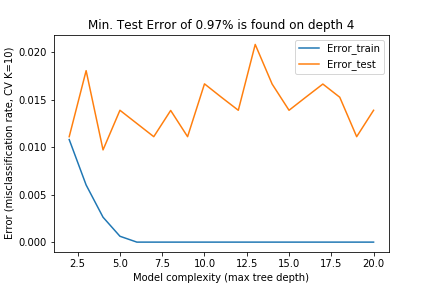 Min. Test Error of 0.97% is found on depth 4
Error_train
Error_test
Error (misclassification rate, CV K=10)
0.020
0.015
0.010
0.005
0.000
2.5 5.0 7.5 10.0 12.5 15.0 17.5 20.0
Model complexity (max tree depth)